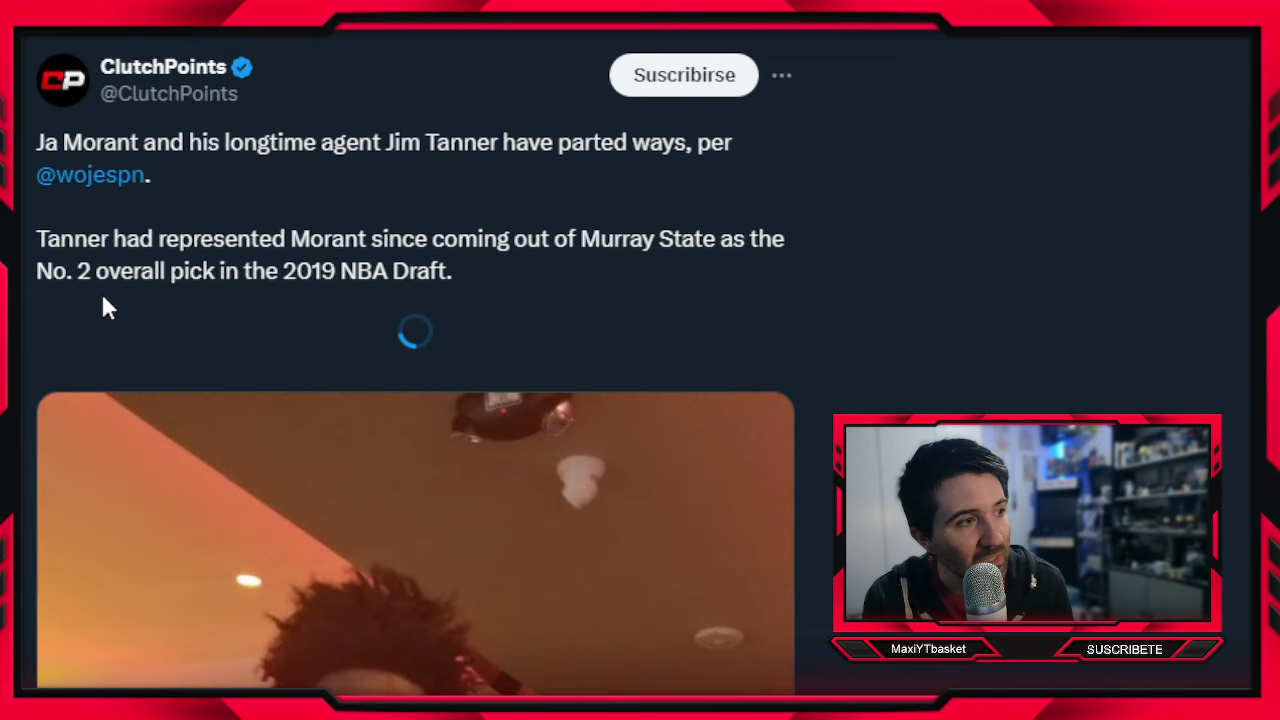 CP
ClutchPoints
@ClutchPoints
Suscribirse
Ja Morant and his longtime agent Jim Tanner have parted ways, per
@wojespn.
Tanner had represented Morant since coming out of Murray State as the
No. 2 overall pick in the 2019 NBA Draft.
MaxiYTbasket
SUSCRIBETE